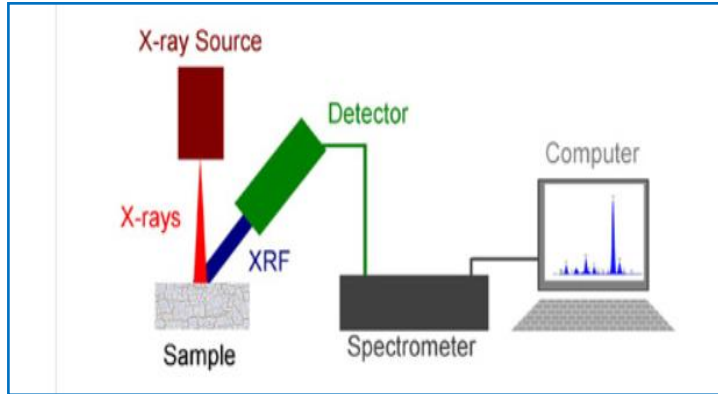 X-ray Source
Detector
Computer
X-rays
XRF
Sample
Spectrometer